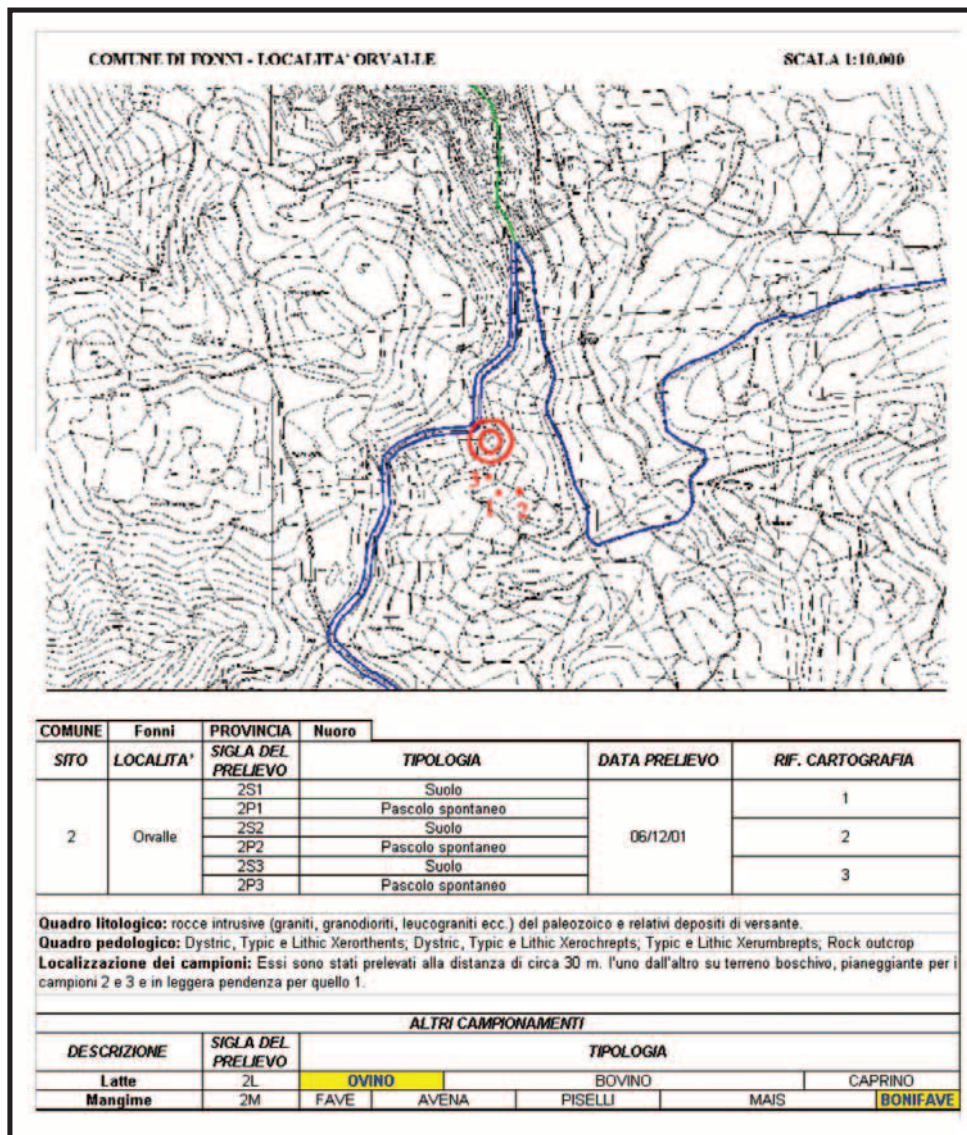 COMUNE DI FONNI - LOCALITA' ORVALLE SCALA 1:10.000
3
1 2
COMUNE Fonni PROVINCIA Nuoro
SITO LOCALITA' SIGLA DEL PRELIEVO TIPOLOGIA DATA PRELIEVO RIF. CARTOGRAFIA
2 Orvalle 06/12/01
2S1 Suolo 1
2P1 Pascolo spontaneo
2S2 Suolo 2
2P2 Pascolo spontaneo
2S3 Suolo 3
2P3 Pascolo spontaneo
Quadro litologico: rocce intrusive (graniti, granodioriti, leucograniti ecc.) del paleozoico e relativi depositi di versante.
Quadro pedologico: Dystric, Typic e Lithic Xerothents; Dystric, Typic e Lithic Xerochrepts; Typic e Lithic Xerumbrepts; Rock outcrop
Localizzazione dei campioni: Essi sono stati prelevati alla distanza di circa 30 m. l'uno dall'altro su terreno boschivo, pianeggiante per i
campioni 2 e 3 e in leggera pendenza per quello 1.
ALTRI CAMPIONAMENTI
DESCRIZIONE SIGLA DEL PRELIEVO TIPOLOGIA
Latte 2L OVINO BOVINO CAPRINO
Mangime 2M FAVE AVENA PISELLI MAIS BONIFAVE